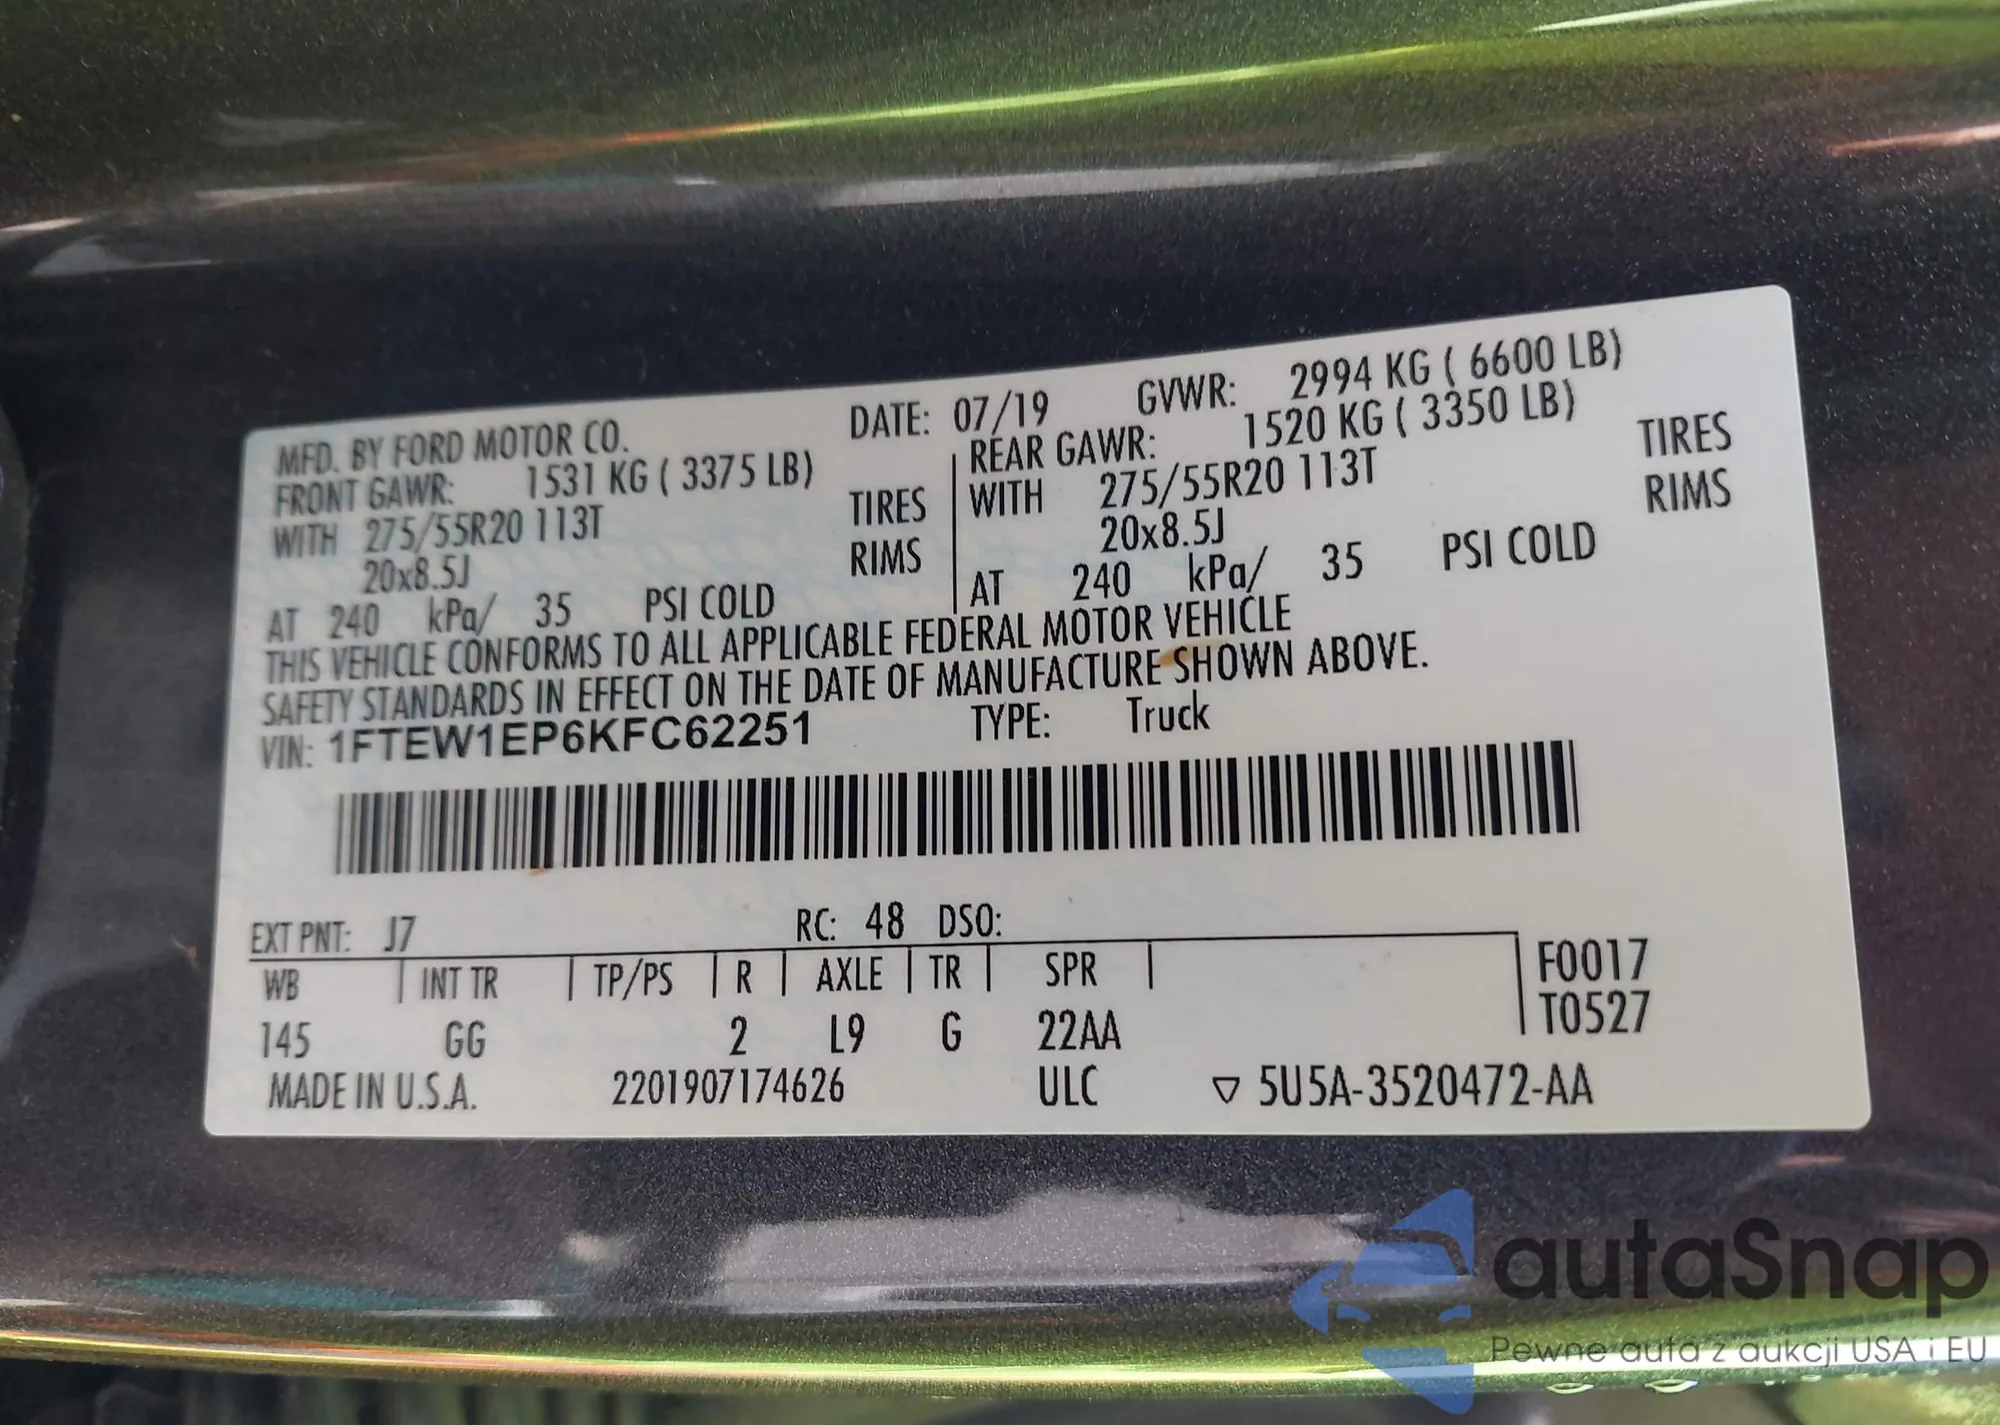 MFD. BY FORD MOTOR CO. DATE: 07/19 GVWR: 2994 KG ( 6600 LB)
FRONT GAWR: 1531 KG ( 3375 LB) REAR GAWR: 1520 KG ( 3350 LB)
WITH 275/55R20 113T TIRES WITH 275/55R20 113T TIRES
20x8.5J RIMS 20x8.5J RIMS
AT 240 kPa/ 35 PSI COLD AT 240 kPa/ 35 PSI COLD
THIS VEHICLE CONFORMS TO ALL APPLICABLE FEDERAL MOTOR VEHICLE
SAFETY STANDARDS IN EFFECT ON THE DATE OF MANUFACTURE SHOWN ABOVE.
VIN: 1FTEW1EP6KFC62251 TYPE: Truck
EXT PNT: J7 RC: 48 DSO:
WB INT TR TP/PS R AXLE TR SPR F0017
145 GG 2 L9 G 22AA T0527
MADE IN U.S.A. 2201907174626 ULC ▽ 5U5A-3520472-AA
autaSnap
Pewne auta z aukcji USA i EU